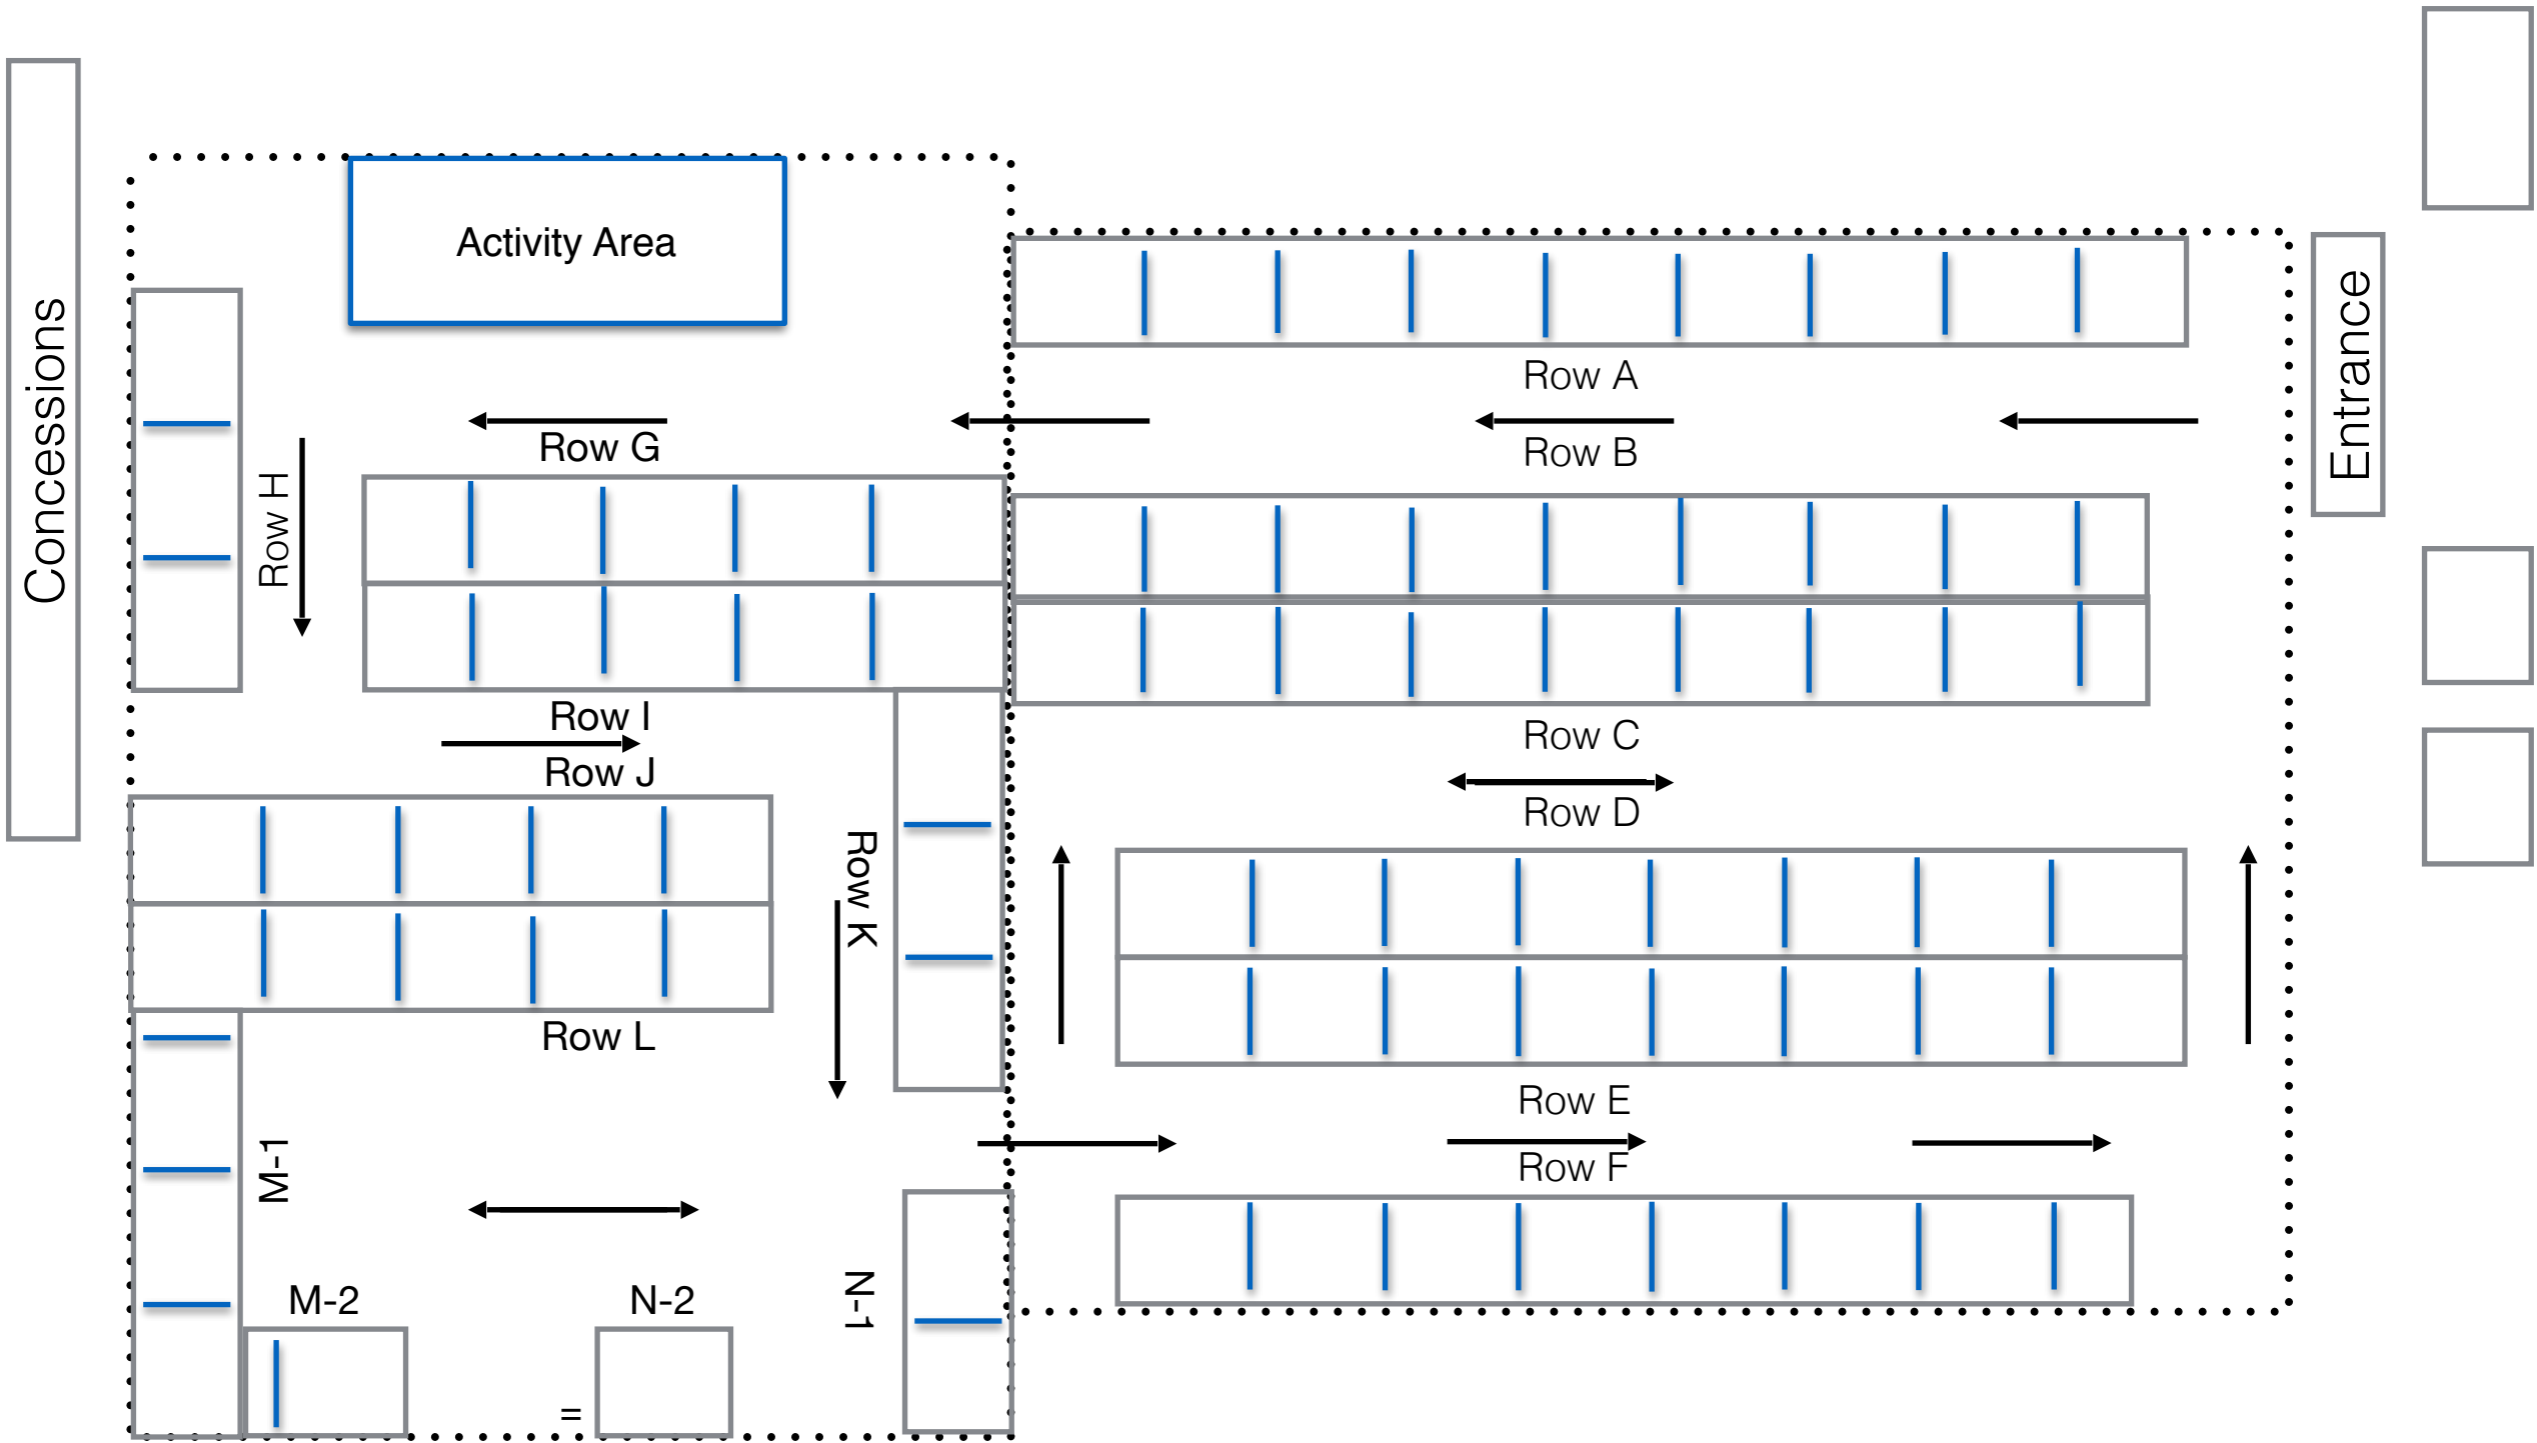 Activity Area
Concessions
Entrance
Row A
Row B
Row G
Row H
Row I
Row J
Row C
Row D
Row K
Row L
Row E
Row F
M-1
M-2
N-2
N-1
=